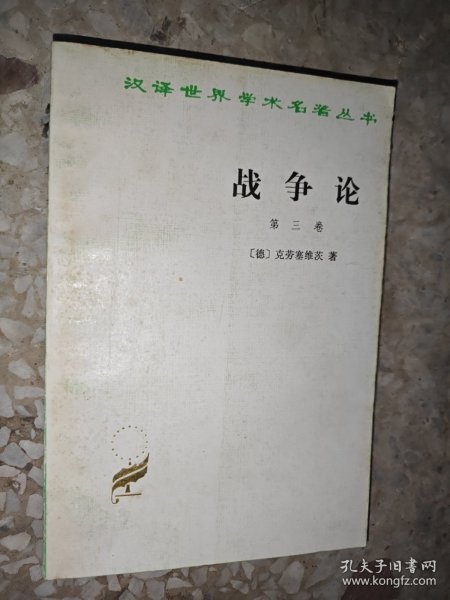 汉译世界学术名著丛书
战争论
第三卷
〔德〕克劳塞维茨 著
孔夫子旧书网
www.kongfz.com